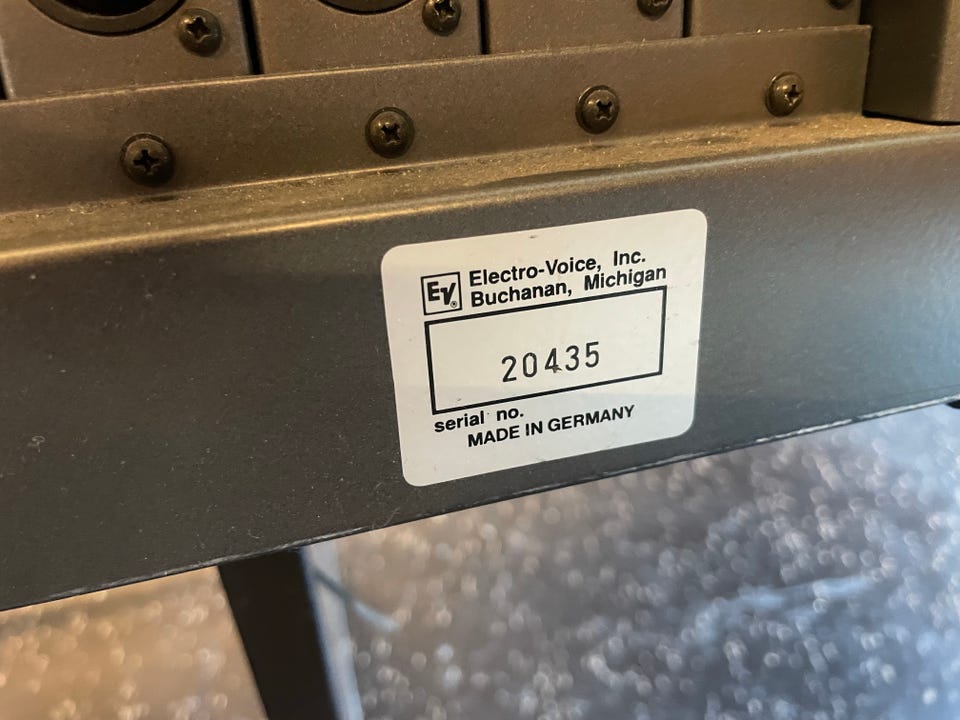 EV® Electro-Voice, Inc.
Buchanan, Michigan
20435
serial no.
MADE IN GERMANY